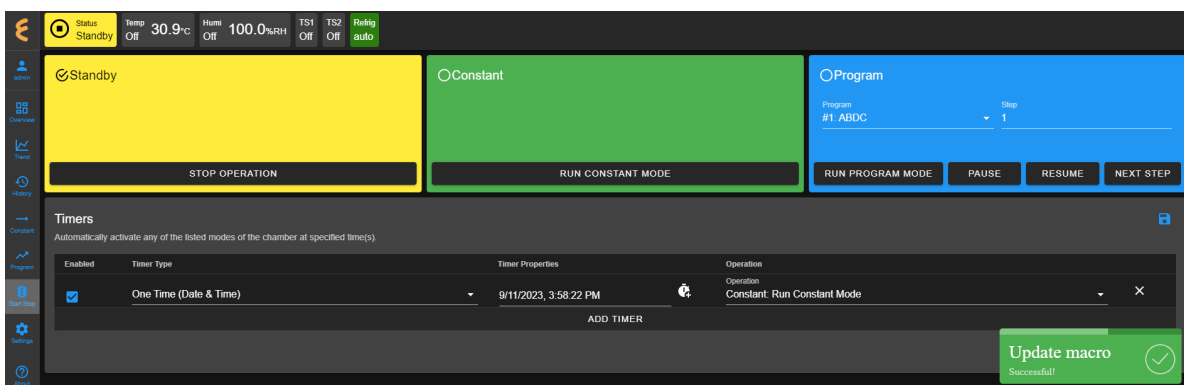 Status
Standby
Temp
Off
30.9°C
Humi
Off
100.0%RH
TS1
Off
TS2
Off
Refrig
auto
admin
Overview
Trend
History
Constant
Program
Start Stop
Settings
About
Standby
STOP OPERATION
Constant
RUN CONSTANT MODE
Program
Program
#1: ABDC
Step
1
RUN PROGRAM MODE
PAUSE
RESUME
NEXT STEP
Timers
Automatically activate any of the listed modes of the chamber at specified time(s).
Enabled
Timer Type
Timer Properties
Operation
One Time (Date & Time)
9/11/2023, 3:58:22 PM
Operation
Constant: Run Constant Mode
ADD TIMER
Update macro
Successful!